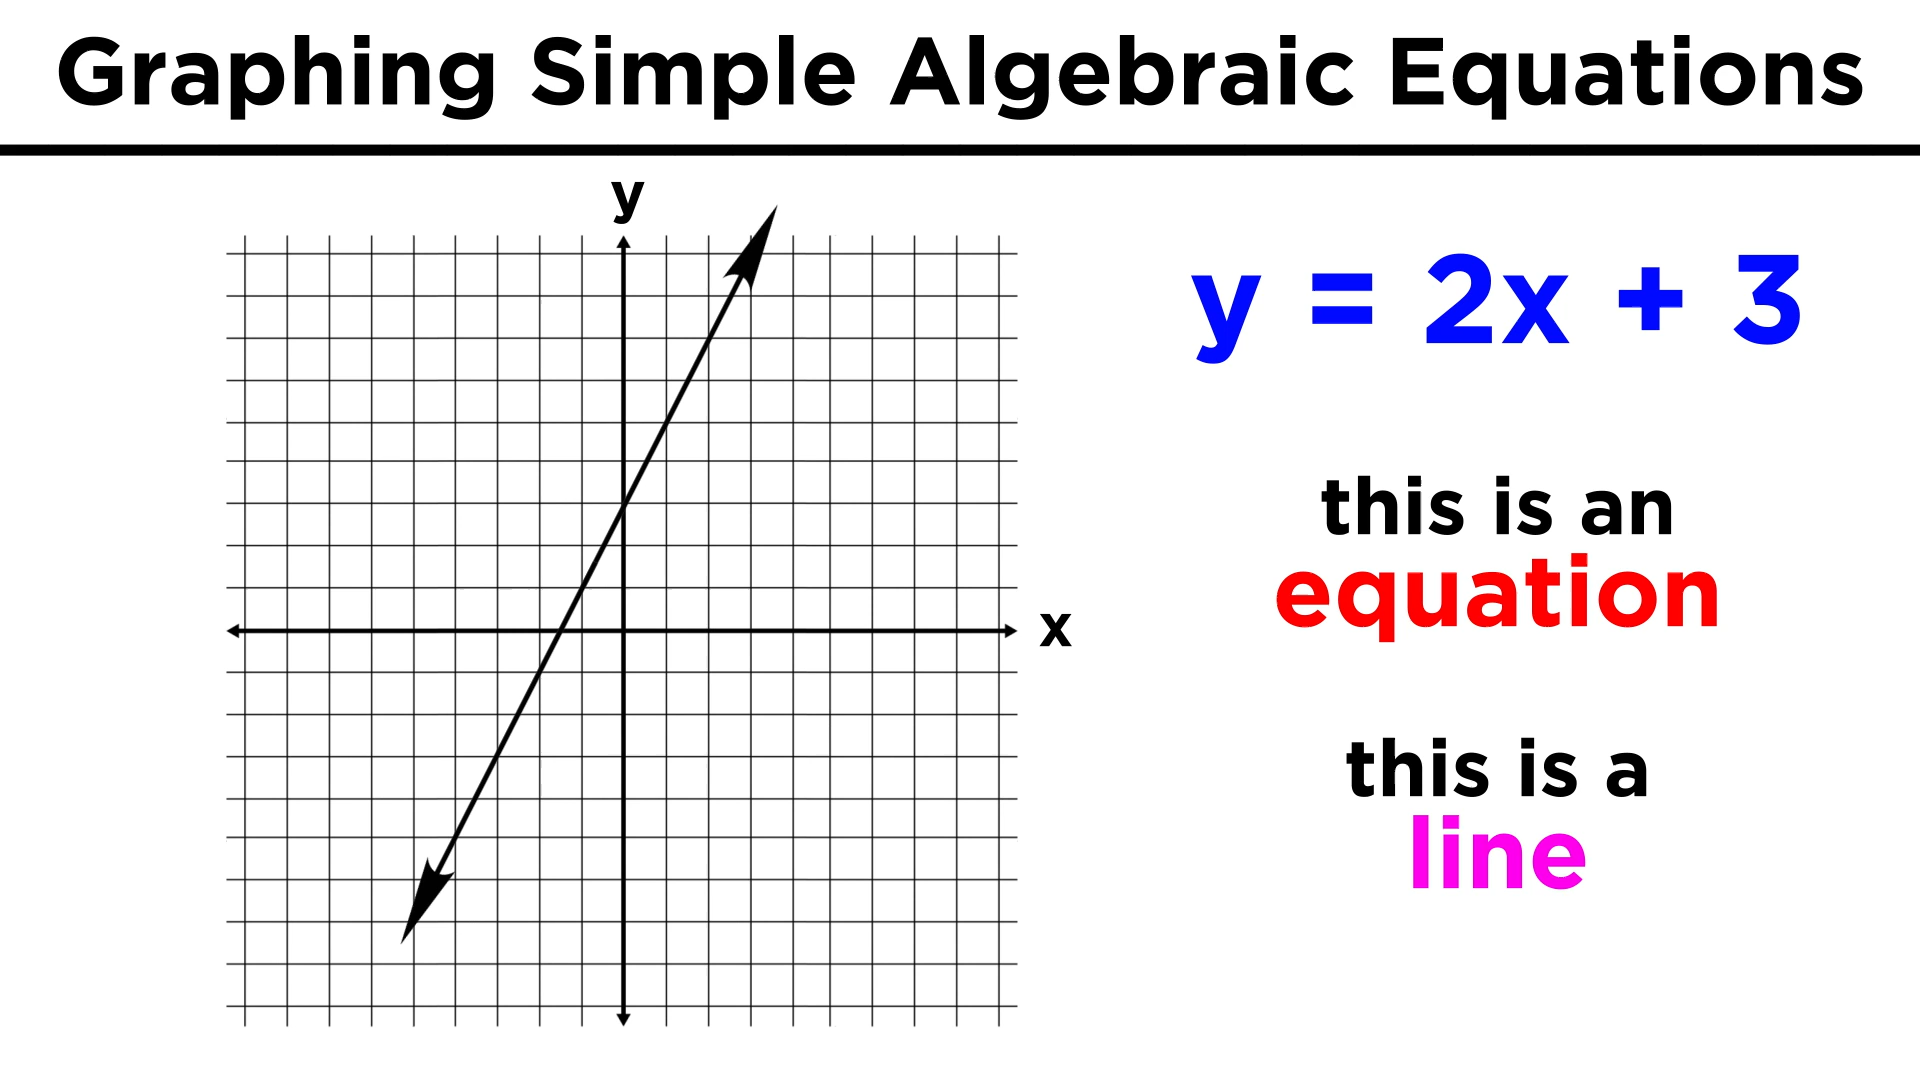 Graphing Simple Algebraic Equations
y
x
y = 2x + 3
this is an
equation
this is a
line